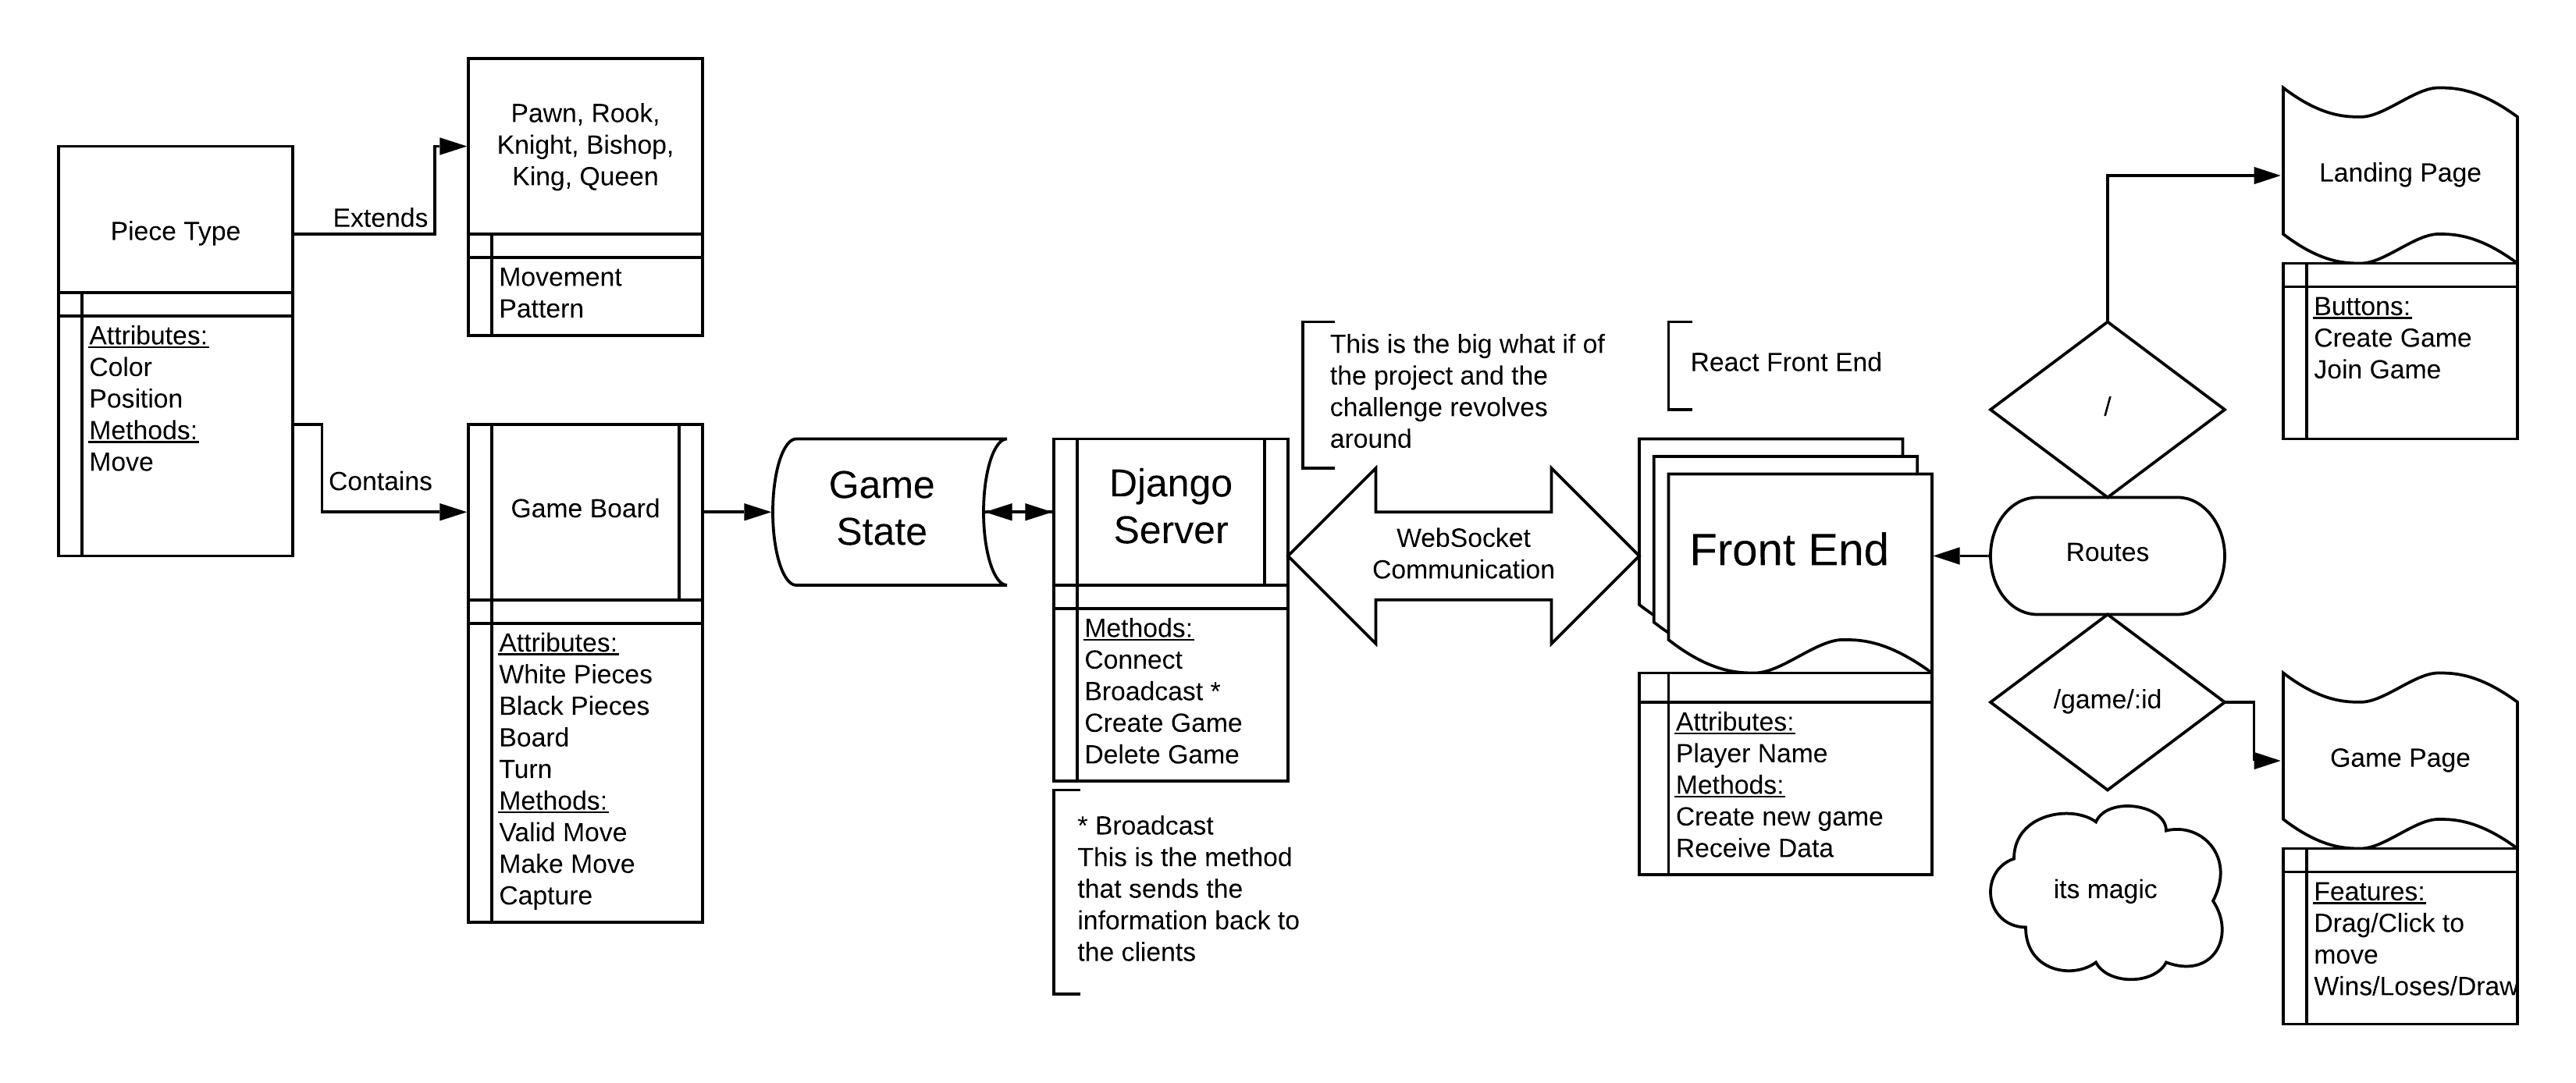 Piece Type
Attributes:
Color
Position
Methods:
Move
Extends
Contains
Pawn, Rook,
Knight, Bishop,
King, Queen
Movement
Pattern
Game Board
Attributes:
White Pieces
Black Pieces
Board
Turn
Methods:
Valid Move
Make Move
Capture
Game
State
Django
Server
Methods:
Connect
Broadcast *
Create Game
Delete Game
* Broadcast
This is the method
that sends the
information back to
the clients
This is the big what if of
the project and the
challenge revolves
around
WebSocket
Communication
React Front End
Front End
Attributes:
Player Name
Methods:
Create new game
Receive Data
/
Routes
/game/:id
its magic
Landing Page
Buttons:
Create Game
Join Game
Game Page
Features:
Drag/Click to
move
Wins/Loses/Draw